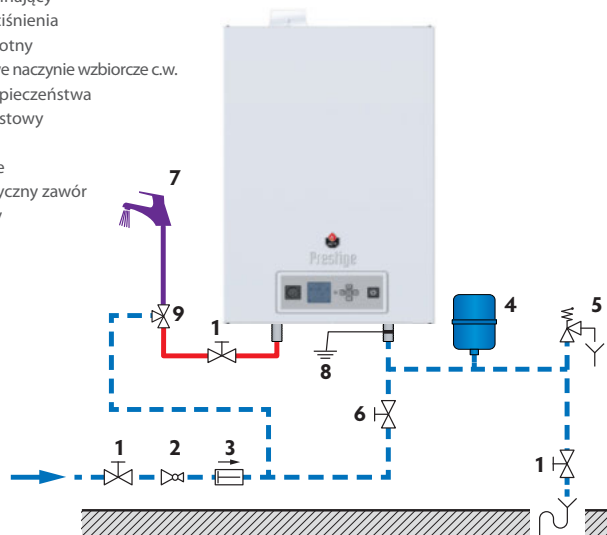 iśnienia
otny
e naczynie wzbiorcze c.w.
pieczeństwa
stowy
e
yczny zawór
7
4
5
Prestige
9
1
8
6
1
2
3
1